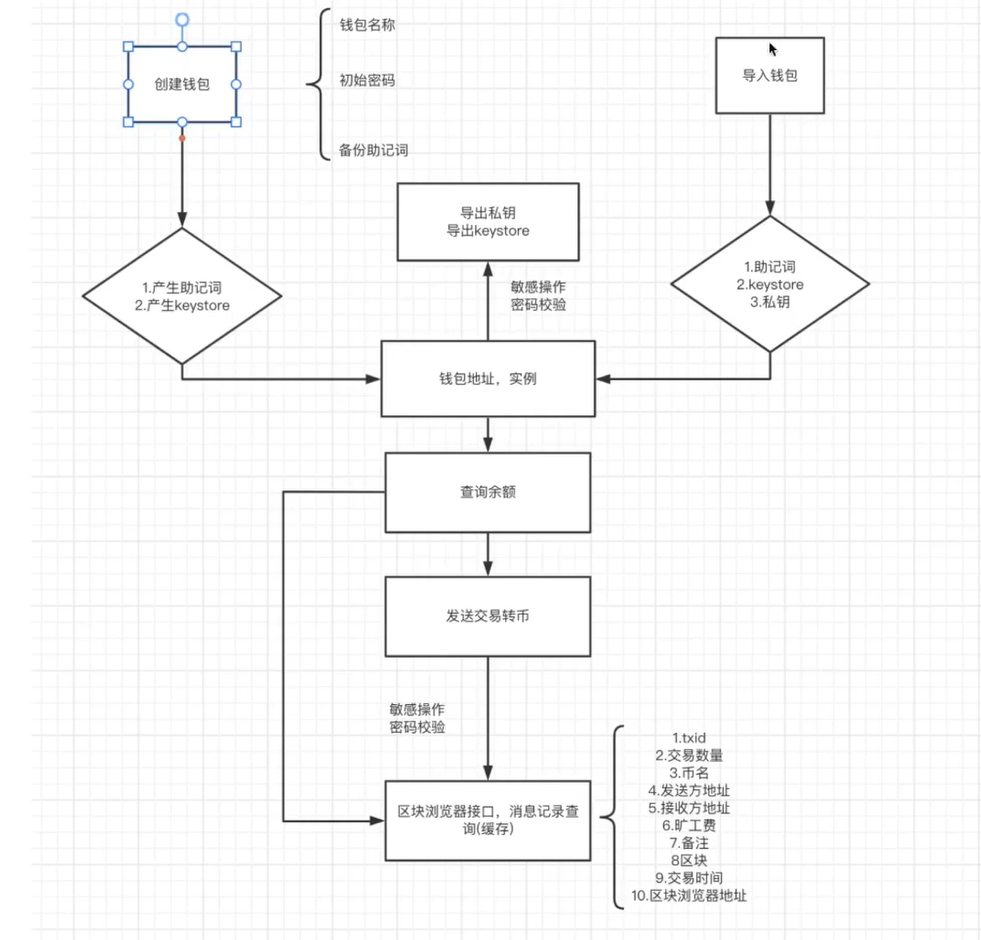 创建钱包
钱包名称
初始密码
备份助记词
导入钱包
导出私钥
导出keystore
敏感操作
密码校验
1.产生助记词
2.产生keystore
1.助记词
2.keystore
3.私钥
钱包地址，实例
查询余额
发送交易转币
敏感操作
密码校验
区块浏览器接口，消息记录查
询(缓存)
1.txid
2.交易数量
3.币名
4.发送方地址
5.接收方地址
6.旷工费
7.备注
8区块
9.交易时间
10.区块浏览器地址